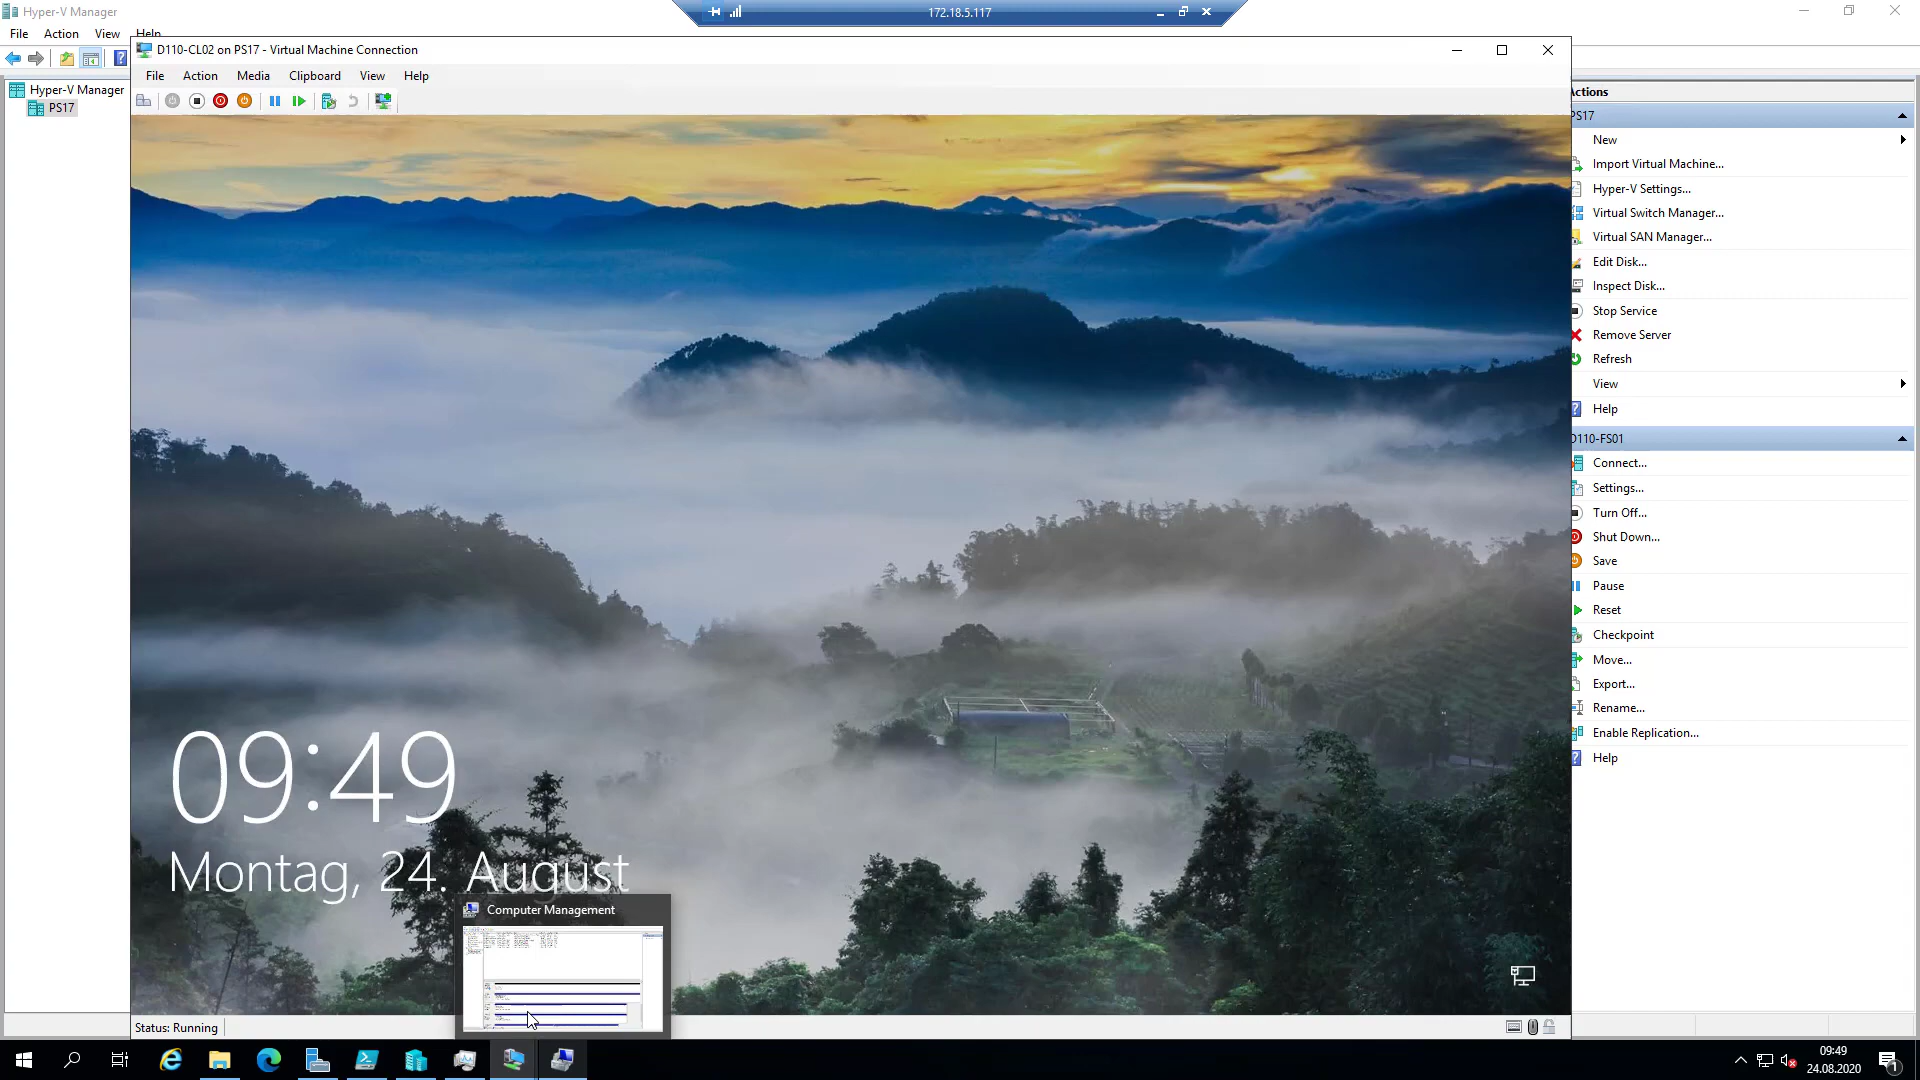 Hyper-V Manager
172.18.5.117
File Action View Help
D110-CL02 on PS17 - Virtual Machine Connection
File Action Media Clipboard View Help
Hyper-V Manager
PS17
Actions
PS17
New
Import Virtual Machine...
Hyper-V Settings...
Virtual Switch Manager...
Virtual SAN Manager...
Edit Disk...
Inspect Disk...
Stop Service
Remove Server
Refresh
View
Help
D110-FS01
Connect...
Settings...
Turn Off...
Shut Down...
Save
Pause
Reset
Checkpoint
Move...
Export...
Rename...
Enable Replication...
Help
09:49
Montag, 24. August
Computer Management
Status: Running
09:49
24.08.2020
1